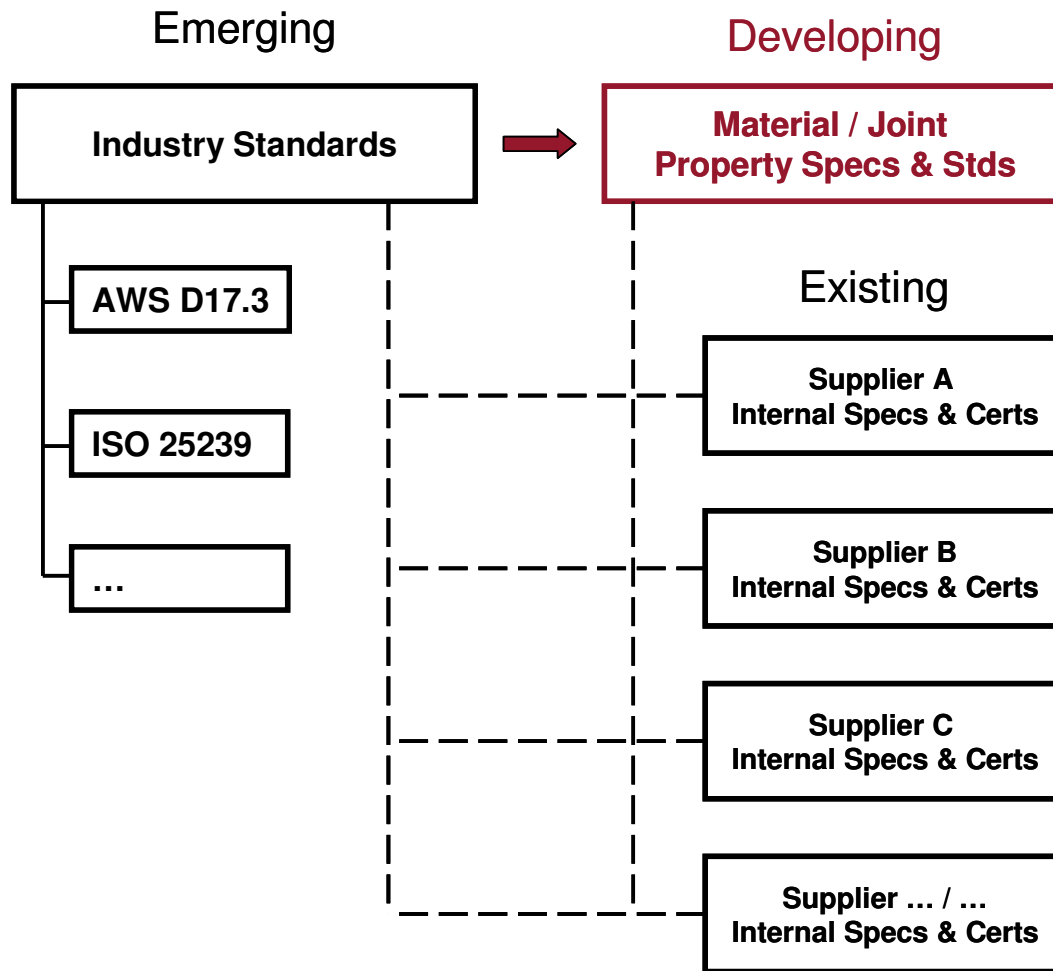 Emerging
Developing
Industry Standards
Material / Joint
Property Specs & Stds
AWS D17.3
ISO 25239
...
Existing
Supplier A
Internal Specs & Certs
Supplier B
Internal Specs & Certs
Supplier C
Internal Specs & Certs
Supplier ... / ...
Internal Specs & Certs